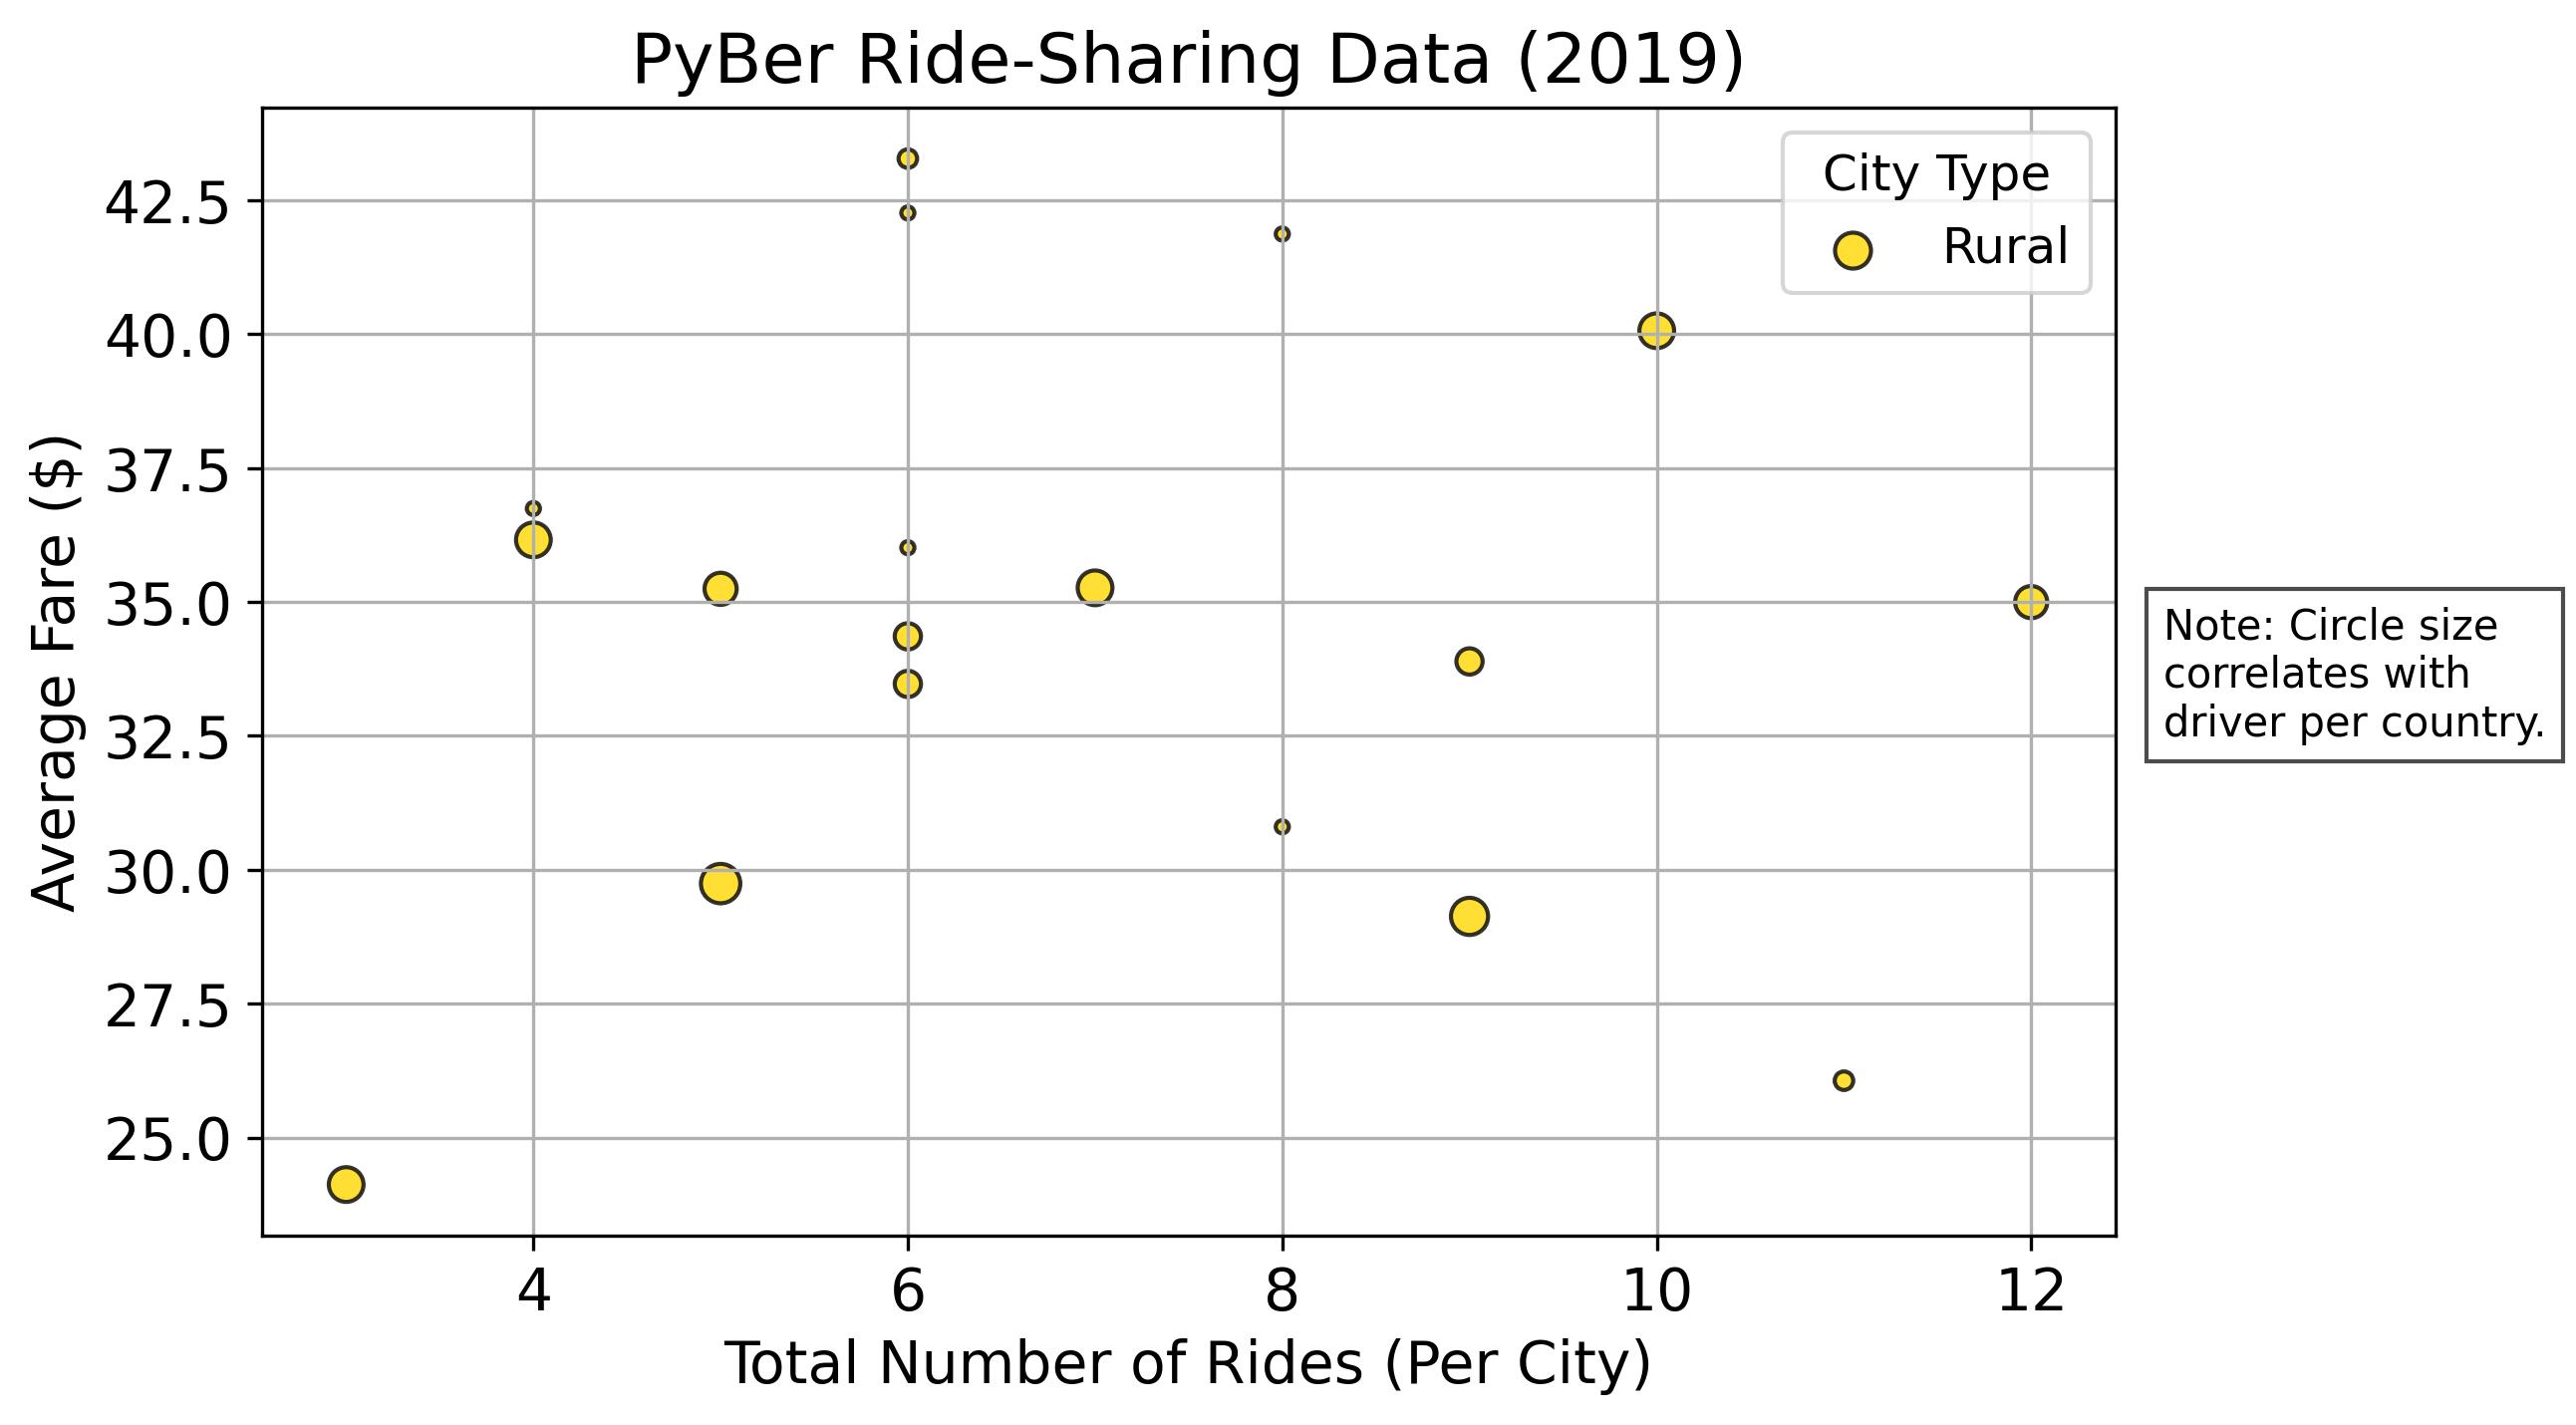 PyBer Ride-Sharing Data (2019)
City Type
Rural
42.5
40.0
37.5
35.0
32.5
30.0
27.5
25.0
Average Fare ($)
4 6 8 10 12
Total Number of Rides (Per City)
Note: Circle size
correlates with
driver per country.